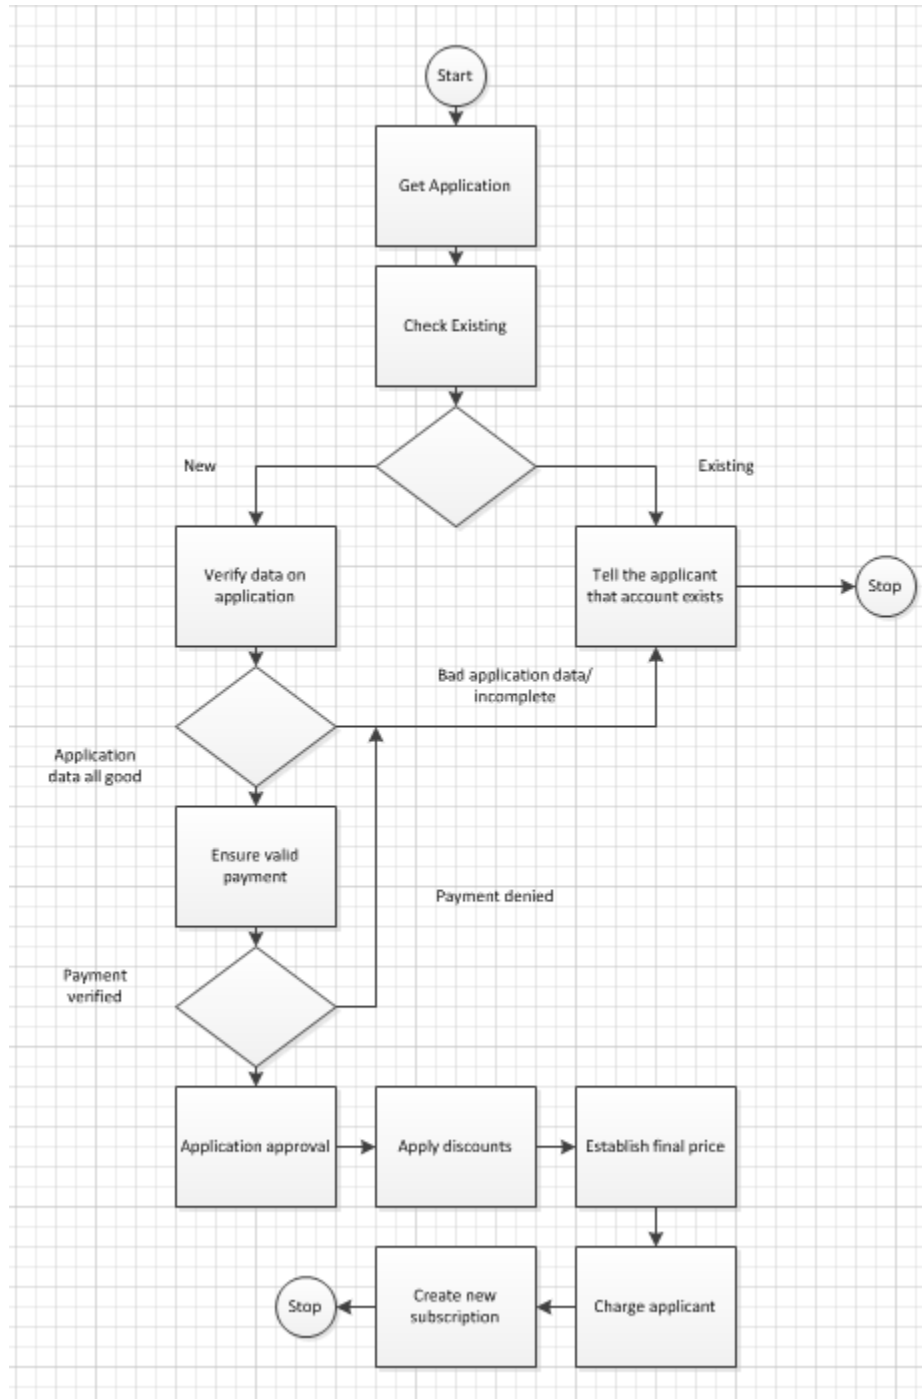 Start
Get Application
Check Existing
New
Existing
Verify data on
application
Tell the applicant
that account exists
Stop
Bad application data/
incomplete
Application
data all good
Ensure valid
payment
Payment denied
Payment
verified
Application approval
Apply discounts
Establish final price
Stop
Create new
subscription
Charge applicant